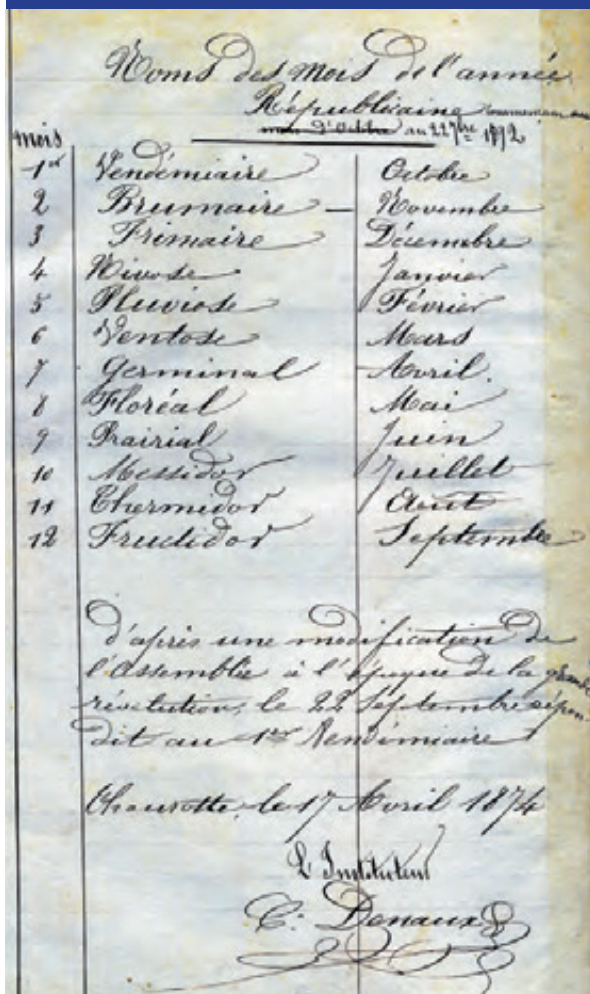 Noms des mois de l'année
Républicaine commençant au
mois d'Octobre au 22 7bre 1792
mois
1er Vendémiaire Octobre
2 Brumaire — Novembre
3 Frimaire Décembre
4 Nivose Janvier
5 Pluviose Février
6 Ventose Mars
7 Germinal Avril.
8 Floréal Mai
9 Prairial Juin
10 Messidor Juillet
11 Thermidor Août
12 Fructidor Septembre
d'après une modification de
l'assemblée à l'époque de la grande
révolution, le 22 Septembre répon
dit au 1er Vendémiaire
le 17 Avril 1874
L'Instituteur
C. Denaux